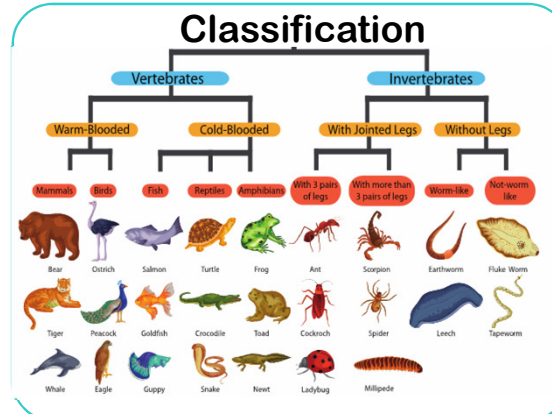 Classification
Vertebrates
Invertebrates
Warm-Blooded
Cold-Blooded
With Jointed Legs
Without Legs
Mammals
Birds
Fish
Reptiles
Amphibians
With 3 pairs
of legs
With more than
3 pairs of legs
Worm-like
Not-worm
like
Bear
Ostrich
Salmon
Turtle
Frog
Ant
Scorpion
Earthworm
Fluke Worm
Tiger
Peacock
Goldfish
Crocodile
Toad
Cockroch
Spider
Leech
Tapeworm
Whale
Eagle
Guppy
Snake
Newt
Ladybug
Millipede